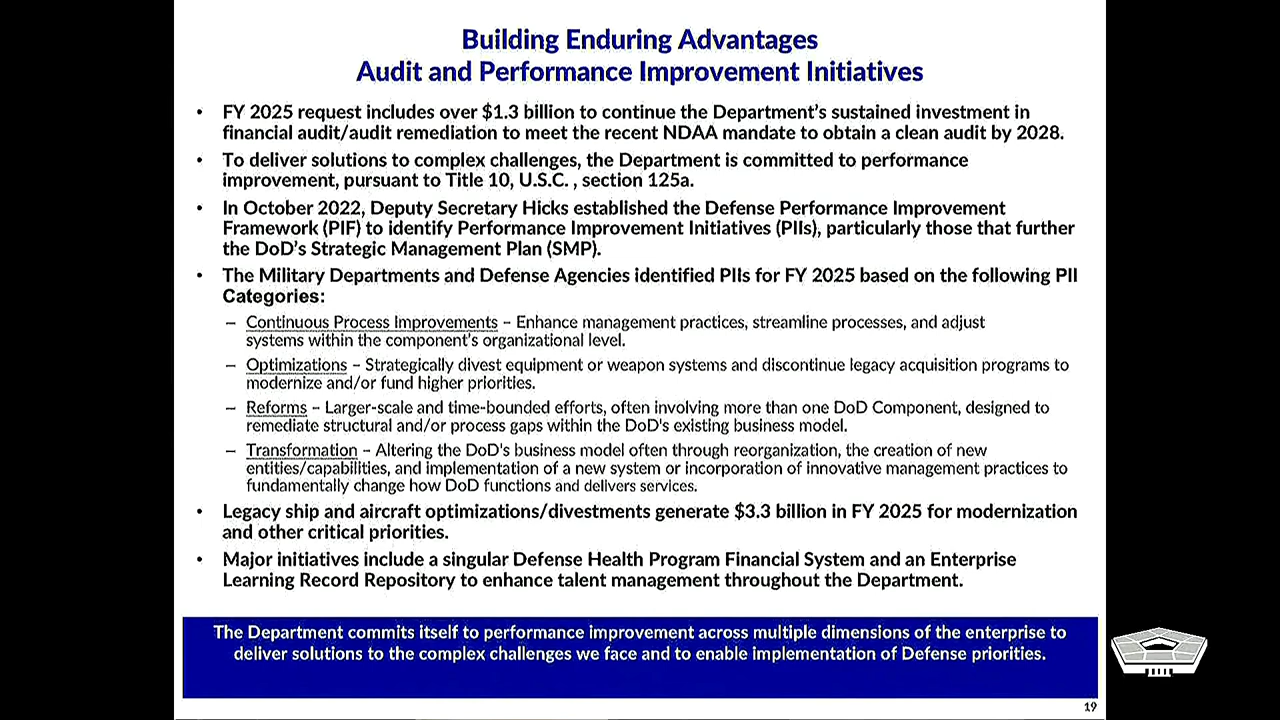 Building Enduring Advantages
Audit and Performance Improvement Initiatives
• FY 2025 request includes over $1.3 billion to continue the Department's sustained investment in
financial audit/audit remediation to meet the recent NDAA mandate to obtain a clean audit by 2028.
• To deliver solutions to complex challenges, the Department is committed to performance
improvement, pursuant to Title 10, U.S.C. , section 125a.
• In October 2022, Deputy Secretary Hicks established the Defense Performance Improvement
Framework (PIF) to identify Performance Improvement Initiatives (PIIs), particularly those that further
the DoD's Strategic Management Plan (SMP).
• The Military Departments and Defense Agencies identified PIIs for FY 2025 based on the following PII
Categories:
– Continuous Process Improvements – Enhance management practices, streamline processes, and adjust
systems within the component's organizational level.
– Optimizations – Strategically divest equipment or weapon systems and discontinue legacy acquisition programs to
modernize and/or fund higher priorities.
– Reforms – Larger-scale and time-bounded efforts, often involving more than one DoD Component, designed to
remediate structural and/or process gaps within the DoD's existing business model.
– Transformation – Altering the DoD's business model often through reorganization, the creation of new
entities/capabilities, and implementation of a new system or incorporation of innovative management practices to
fundamentally change how DoD functions and delivers services.
• Legacy ship and aircraft optimizations/divestments generate $3.3 billion in FY 2025 for modernization
and other critical priorities.
• Major initiatives include a singular Defense Health Program Financial System and an Enterprise
Learning Record Repository to enhance talent management throughout the Department.
The Department commits itself to performance improvement across multiple dimensions of the enterprise to
deliver solutions to the complex challenges we face and to enable implementation of Defense priorities.
19